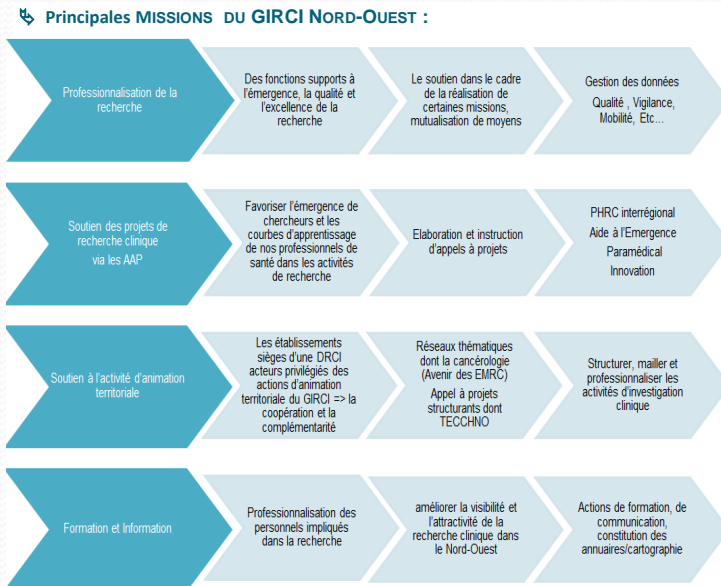 Principales MISSIONS DU GIRCI NORD-OUEST :
Professionnalisation de la
recherche
Des fonctions supports à
l'émergence, la qualité et
l'excellence de la
recherche
Le soutien dans le cadre
de la réalisation de
certaines missions,
mutualisation de moyens
Gestion des données
Qualité , Vigilance,
Mobilité, Etc…
Soutien des projets de
recherche clinique
via les AAP
Favoriser l'émergence de
chercheurs et les
courbes d'apprentissage
de nos professionnels de
santé dans les activités
de recherche
Elaboration et instruction
d'appels à projets
PHRC interrégional
Aide à l'Emergence
Paramédical
Innovation
Soutien à l'activité d'animation
territoriale
Les établissements
sièges d'une DRCI
acteurs privilégiés des
actions d'animation
territoriale du GIRCI => la
coopération et la
complémentarité
Réseaux thématiques
dont la cancérologie
(Avenir des EMRC)
Appel à projets
structurants dont
TECCHNO
Structurer, mailler et
professionnaliser les
activités d'investigation
clinique
Formation et Information
Professionnalisation des
personnels impliqués
dans la recherche
améliorer la visibilité et
l'attractivité de la
recherche clinique dans
le Nord-Ouest
Actions de formation, de
communication,
constitution des
annuaires/cartographie